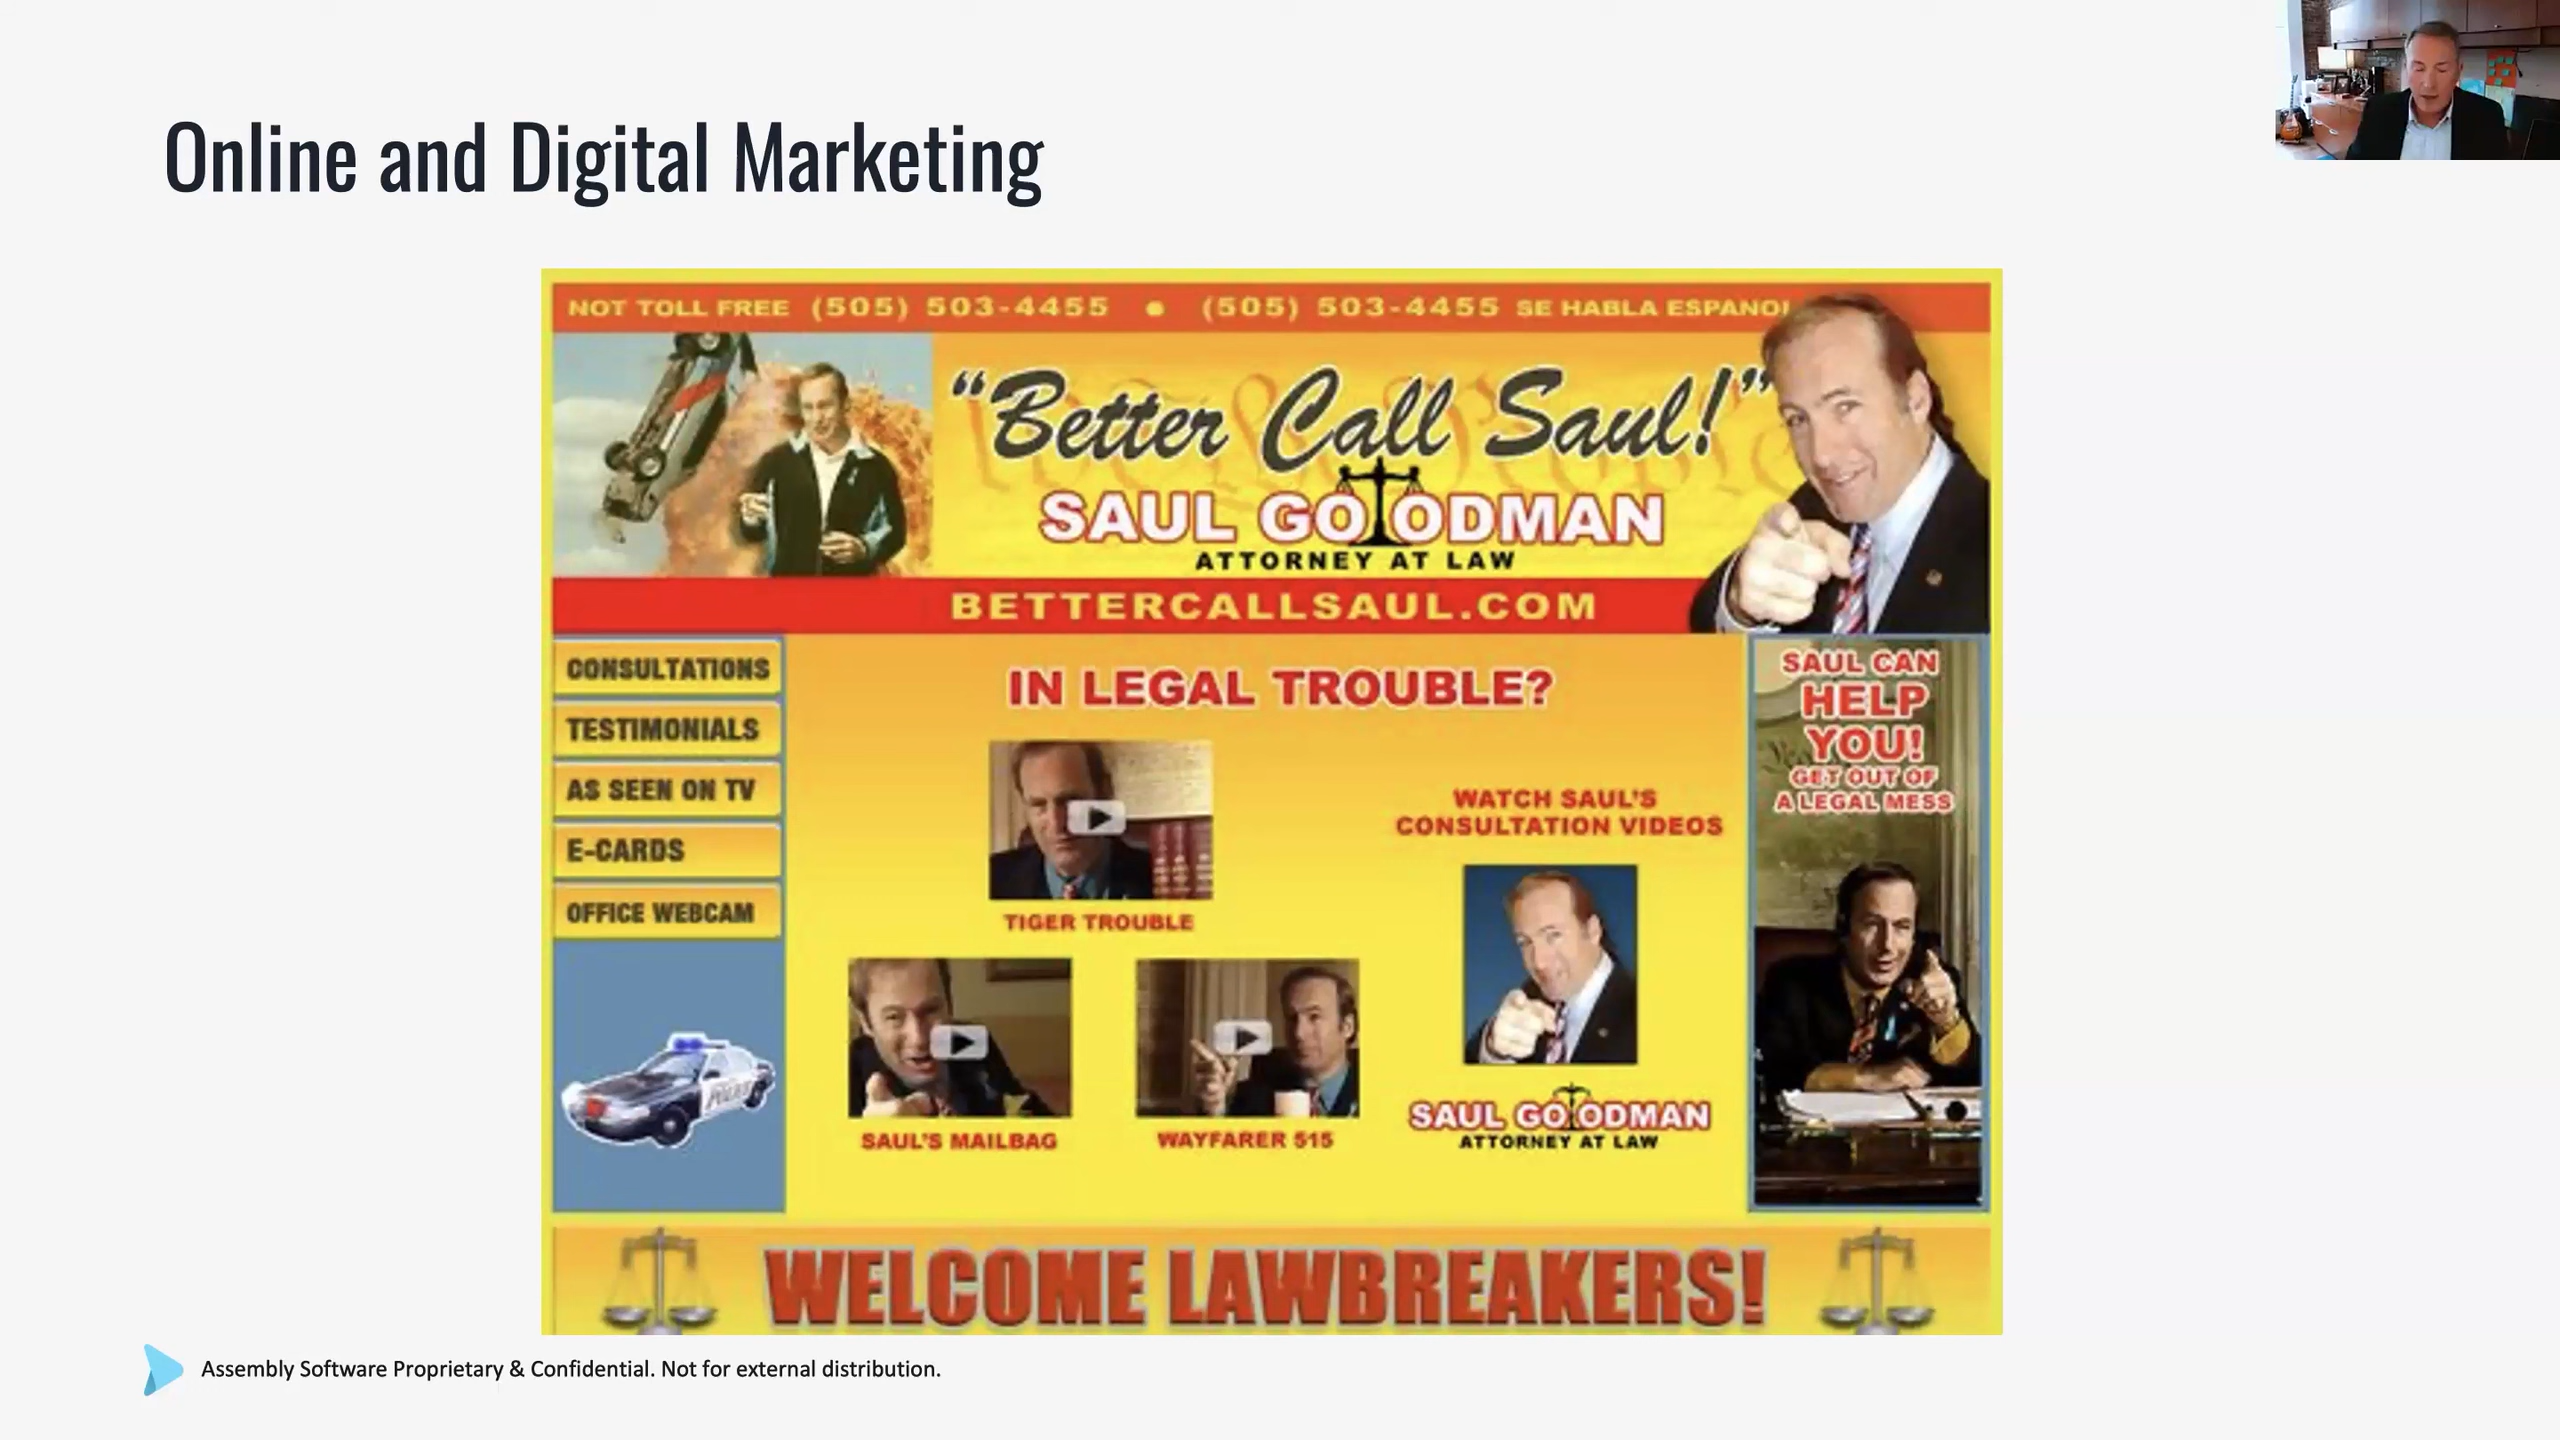 Online and Digital Marketing
NOT TOLL FREE (505) 503-4455 • (505) 503-4455 SE HABLA ESPANOL
"Better Call Saul!"
SAUL GOODMAN
ATTORNEY AT LAW
BETTERCALLSAUL.COM
CONSULTATIONS
TESTIMONIALS
AS SEEN ON TV
E-CARDS
OFFICE WEBCAM
IN LEGAL TROUBLE?
TIGER TROUBLE
SAUL'S MAILBAG
WAYFARER 515
WATCH SAUL'S
CONSULTATION VIDEOS
SAUL GOODMAN
ATTORNEY AT LAW
SAUL CAN
HELP
YOU!
GET OUT OF
A LEGAL MESS
POLICE
WELCOME LAWBREAKERS!
Assembly Software Proprietary & Confidential. Not for external distribution.